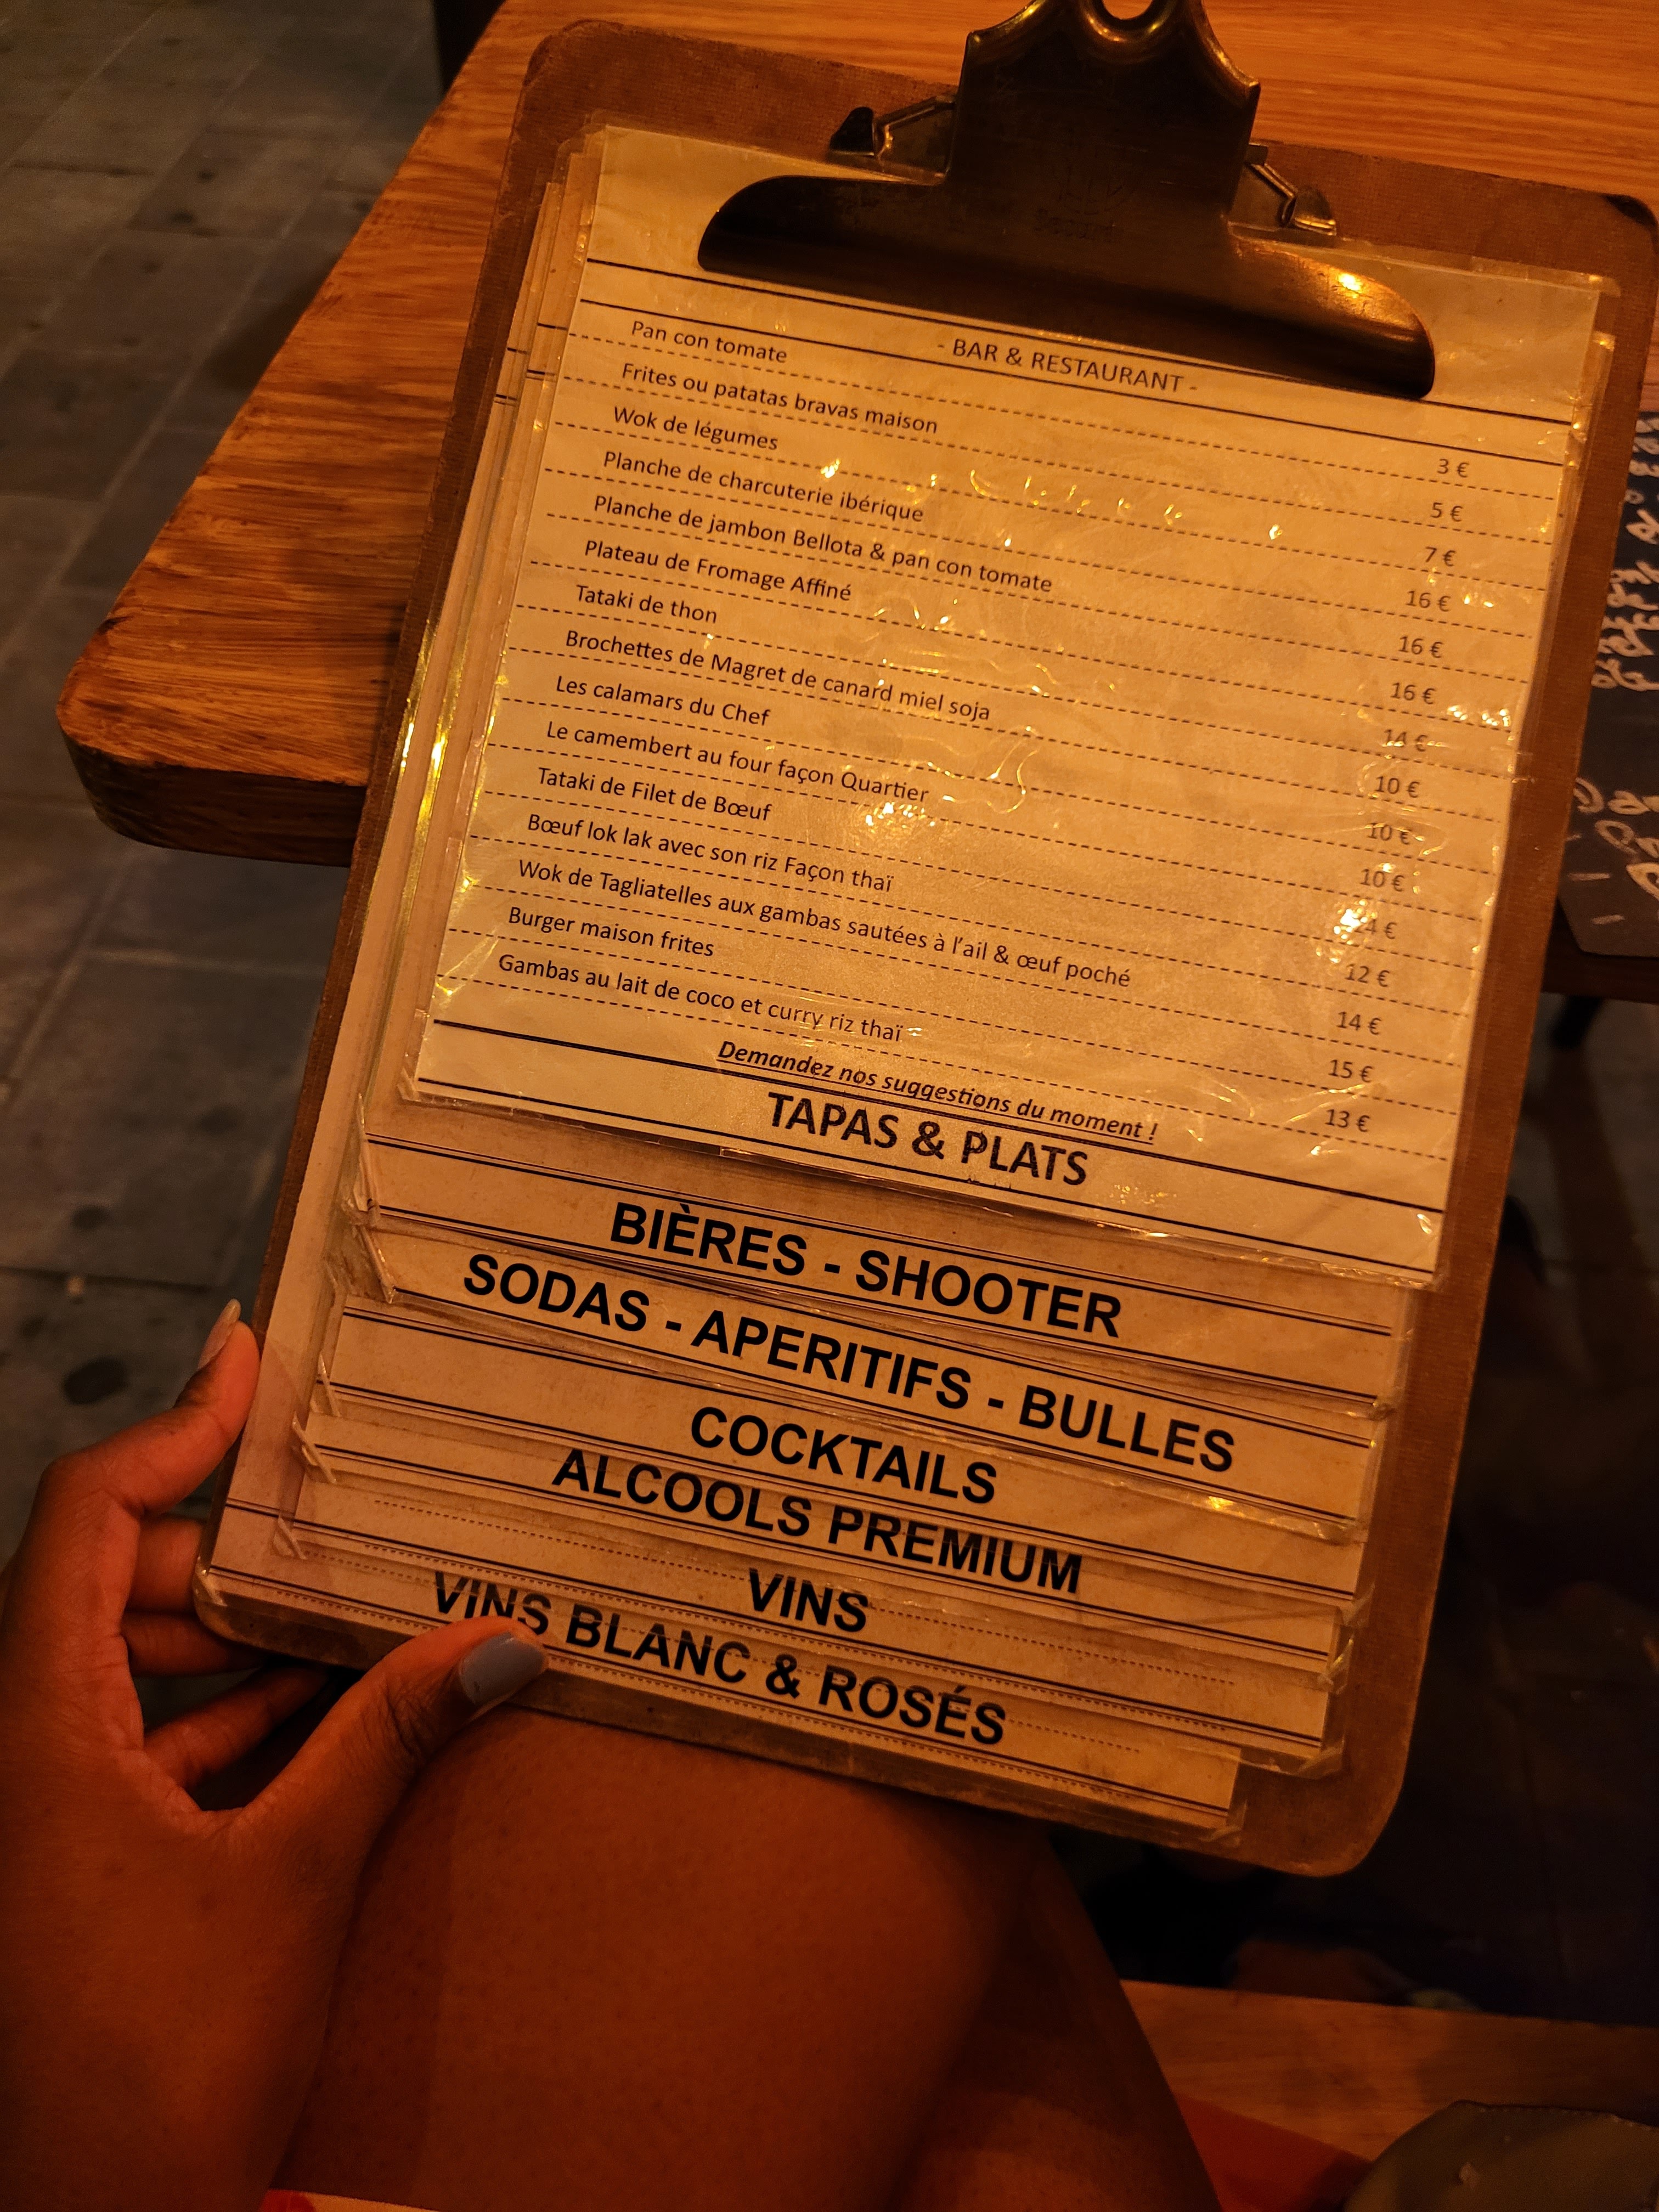 - BAR & RESTAURANT -
Pan con tomate 3 €
Frites ou patatas bravas maison 5 €
Wok de légumes 7 €
Planche de charcuterie ibérique 16 €
Planche de jambon Bellota & pan con tomate 16 €
Plateau de Fromage Affiné 16 €
Tataki de thon 14 €
Brochettes de Magret de canard miel soja 10 €
Les calamars du Chef 10 €
Le camembert au four façon Quartier 10 €
Tataki de Filet de Bœuf €
Bœuf lok lak avec son riz Façon thaï 12 €
Wok de Tagliatelles aux gambas sautées à l'ail & œuf poché 14 €
Burger maison frites 15 €
Gambas au lait de coco et curry riz thaï 13 €
Demandez nos suggestions du moment !
TAPAS & PLATS
BIÈRES - SHOOTER
SODAS - APERITIFS - BULLES
COCKTAILS
ALCOOLS PREMIUM
VINS
VINS BLANC & ROSÉS